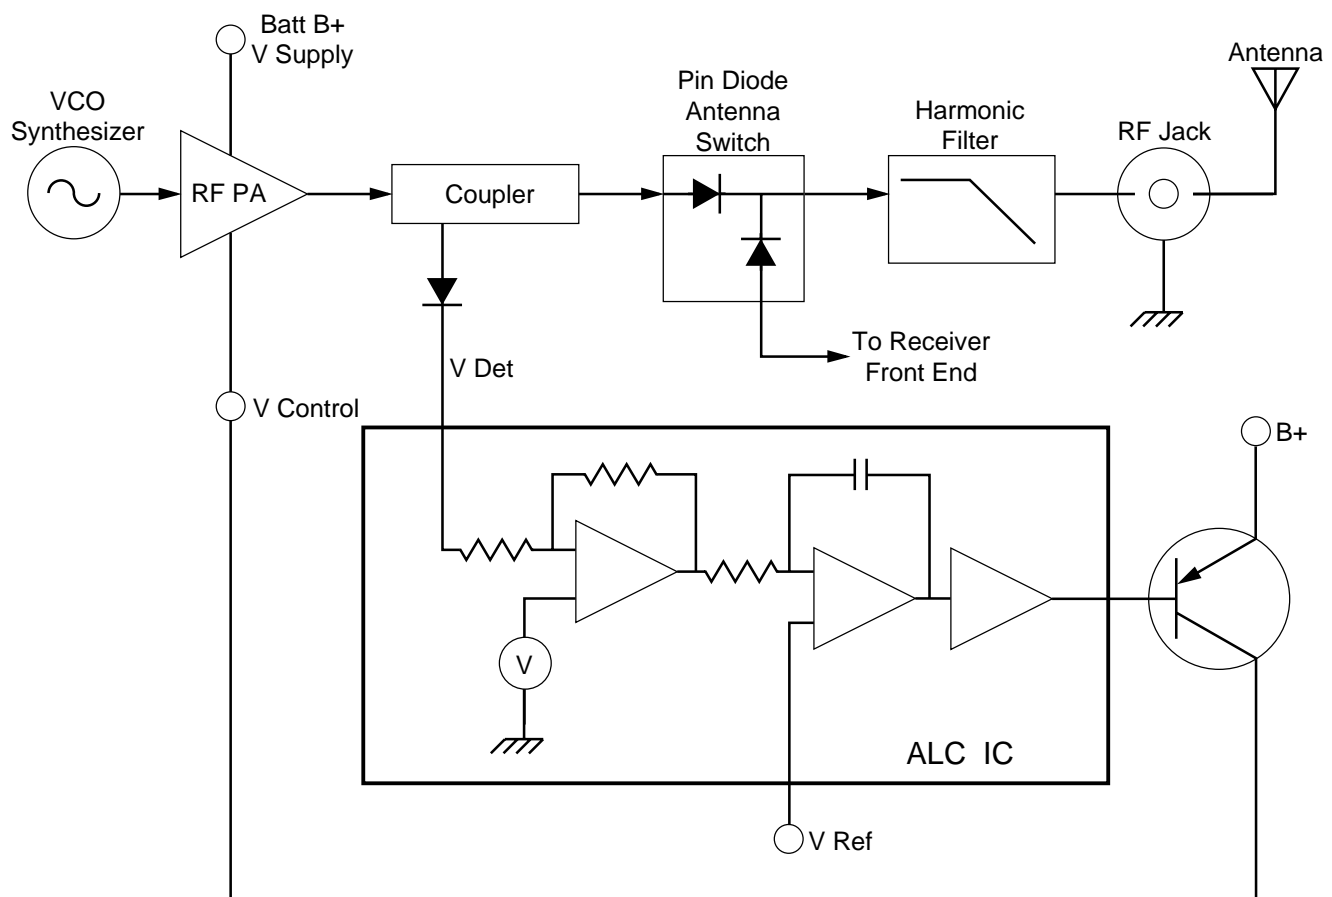 Batt B+
V Supply
Antenna
VCO
Synthesizer
Pin Diode
Antenna
Switch
Harmonic
Filter
RF Jack
RF PA
Coupler
To Receiver
Front End
V Det
V Control
B+
V
ALC IC
V Ref